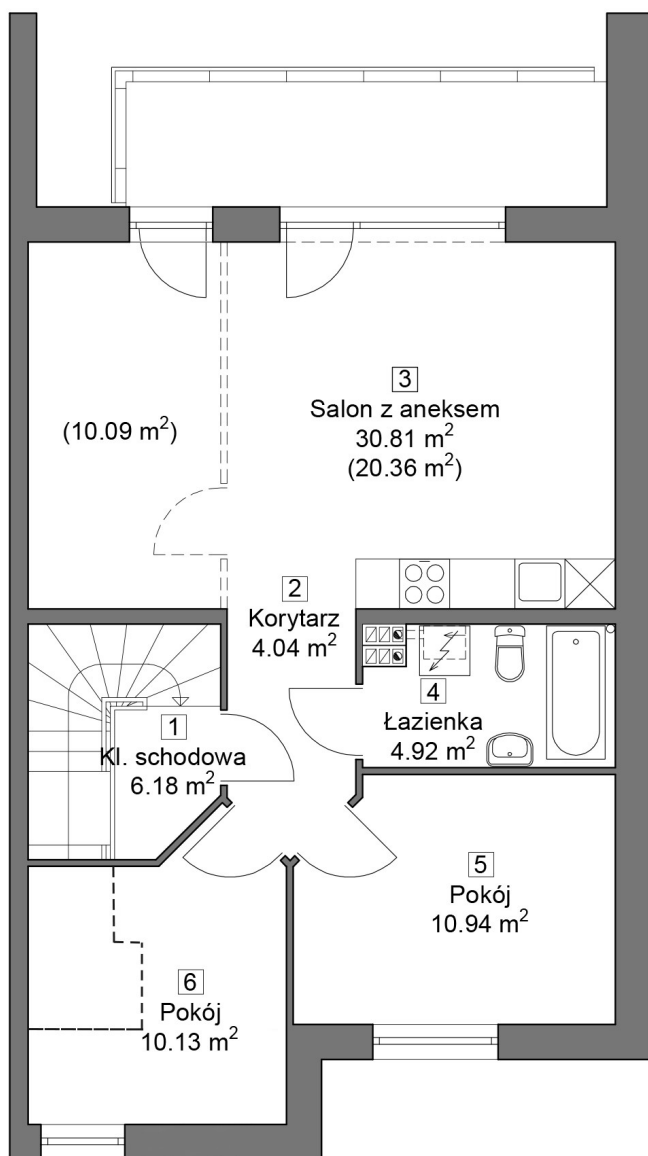 3
Salon z aneksem
30.81 m²
(20.36 m²)
(10.09 m²)
2
Korytarz
4.04 m²
1
Kl. schodowa
6.18 m²
4
Łazienka
4.92 m²
5
Pokój
10.94 m²
6
Pokój
10.13 m²